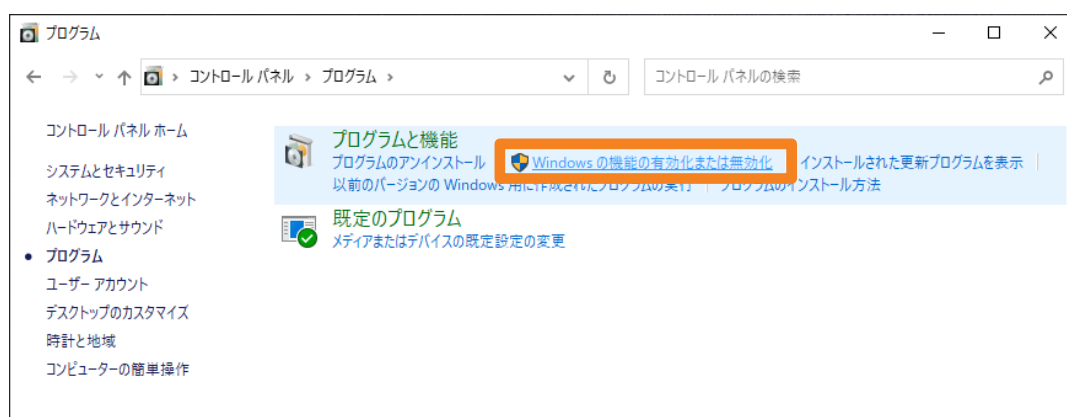 プログラム
コントロール パネル › プログラム ›
コントロール パネルの検索
コントロール パネル ホーム
システムとセキュリティ
ネットワークとインターネット
ハードウェアとサウンド
プログラム
ユーザー アカウント
デスクトップのカスタマイズ
時計と地域
コンピューターの簡単操作
プログラムと機能
プログラムのアンインストール Windows の機能の有効化または無効化 インストールされた更新プログラムを表示
以前のバージョンの Windows 用に作成されたプログラムの実行 プログラムのインストール方法
既定のプログラム
メディアまたはデバイスの既定設定の変更